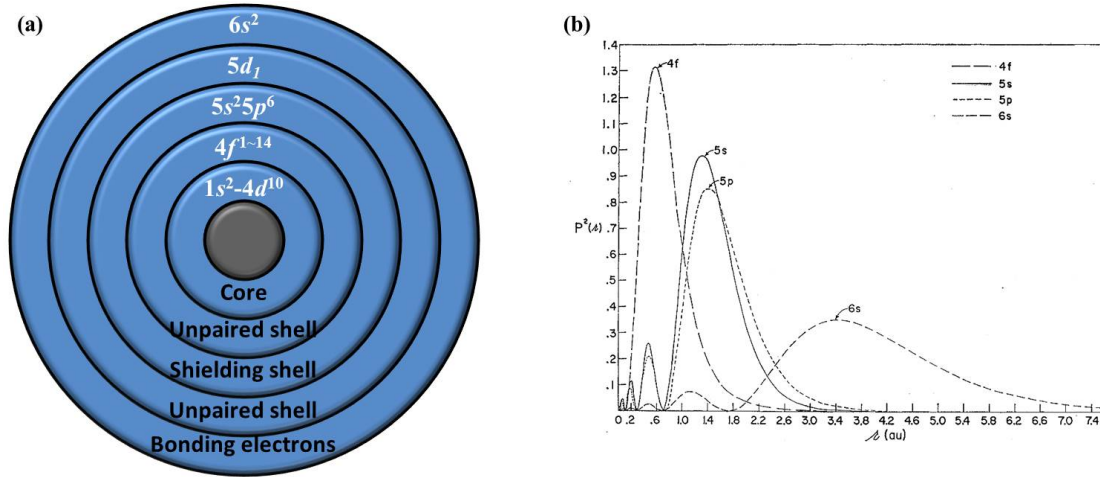 (a)
6s²
5d₁
5s²5p⁶
4f¹~¹⁴
1s²-4d¹⁰
Core
Unpaired shell
Shielding shell
Unpaired shell
Bonding electrons
(b)
1.4
1.3
1.2
1.1
1.0
.9
.8
.7
.6
.5
.4
.3
.2
.1
P²(r)
4f
5s
5p
6s
4f
5s
5p
6s
0 .2 .6 1.0 1.4 1.8 2.2 2.6 3.0 3.4 3.8 4.2 4.6 5.0 5.4 5.8 6.2 6.6 7.0 7.4
r (au)